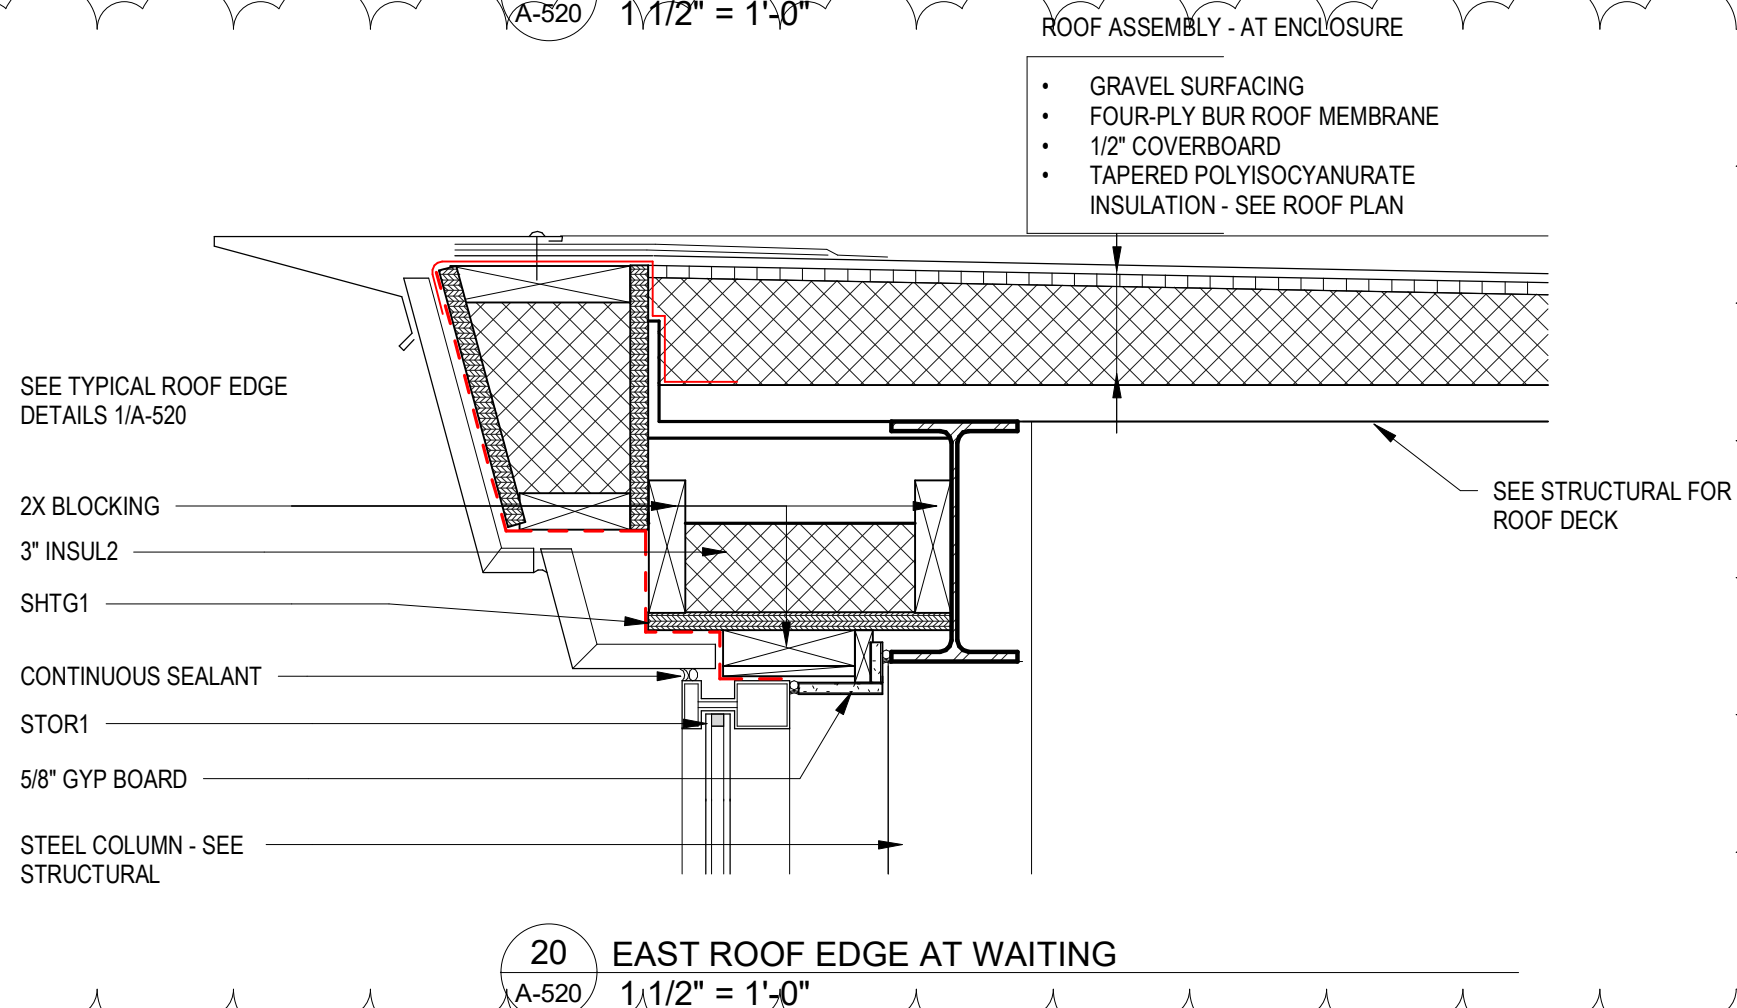 A-520
1 1/2" = 1'-0"
ROOF ASSEMBLY - AT ENCLOSURE
• GRAVEL SURFACING
• FOUR-PLY BUR ROOF MEMBRANE
• 1/2" COVERBOARD
• TAPERED POLYISOCYANURATE
INSULATION - SEE ROOF PLAN
SEE TYPICAL ROOF EDGE
DETAILS 1/A-520
2X BLOCKING
3" INSUL2
SHTG1
CONTINUOUS SEALANT
STOR1
5/8" GYP BOARD
STEEL COLUMN - SEE
STRUCTURAL
SEE STRUCTURAL FOR
ROOF DECK
20
EAST ROOF EDGE AT WAITING
A-520
1 1/2" = 1'-0"